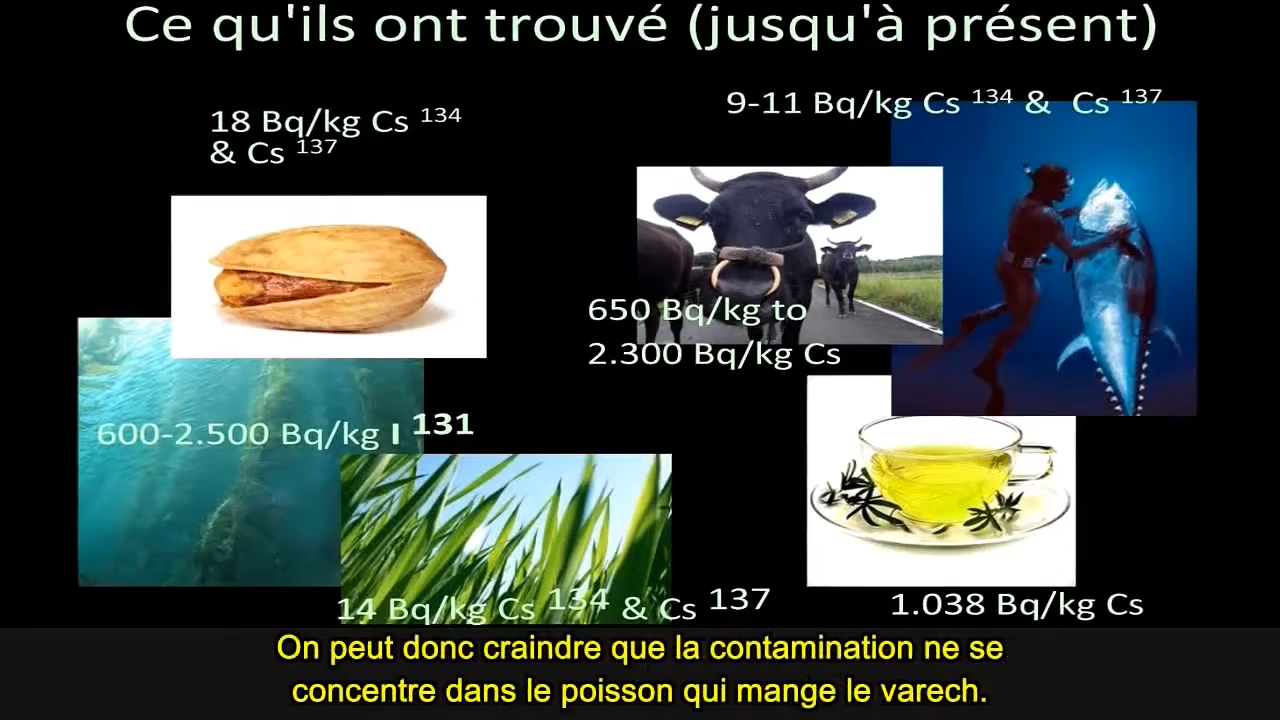 Ce qu'ils ont trouvé (jusqu'à présent)
18 Bq/kg Cs 134
& Cs 137
9-11 Bq/kg Cs 134 & Cs 137
650 Bq/kg to
2.300 Bq/kg Cs
600-2.500 Bq/kg I 131
14 Bq/kg Cs 134 & Cs 137
1.038 Bq/kg Cs
On peut donc craindre que la contamination ne se
concentre dans le poisson qui mange le varech.